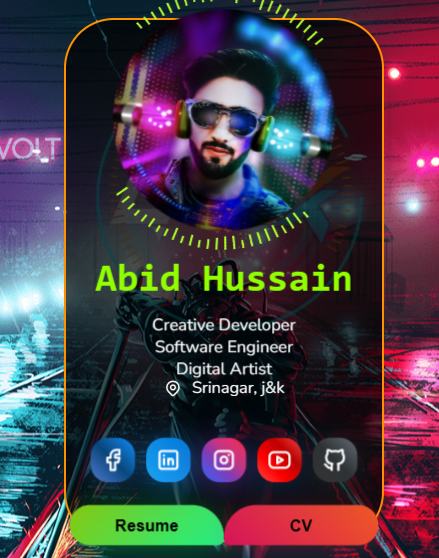 VOLT
Abid Hussain
Creative Developer
Software Engineer
Digital Artist
Srinagar, j&k
Resume
CV